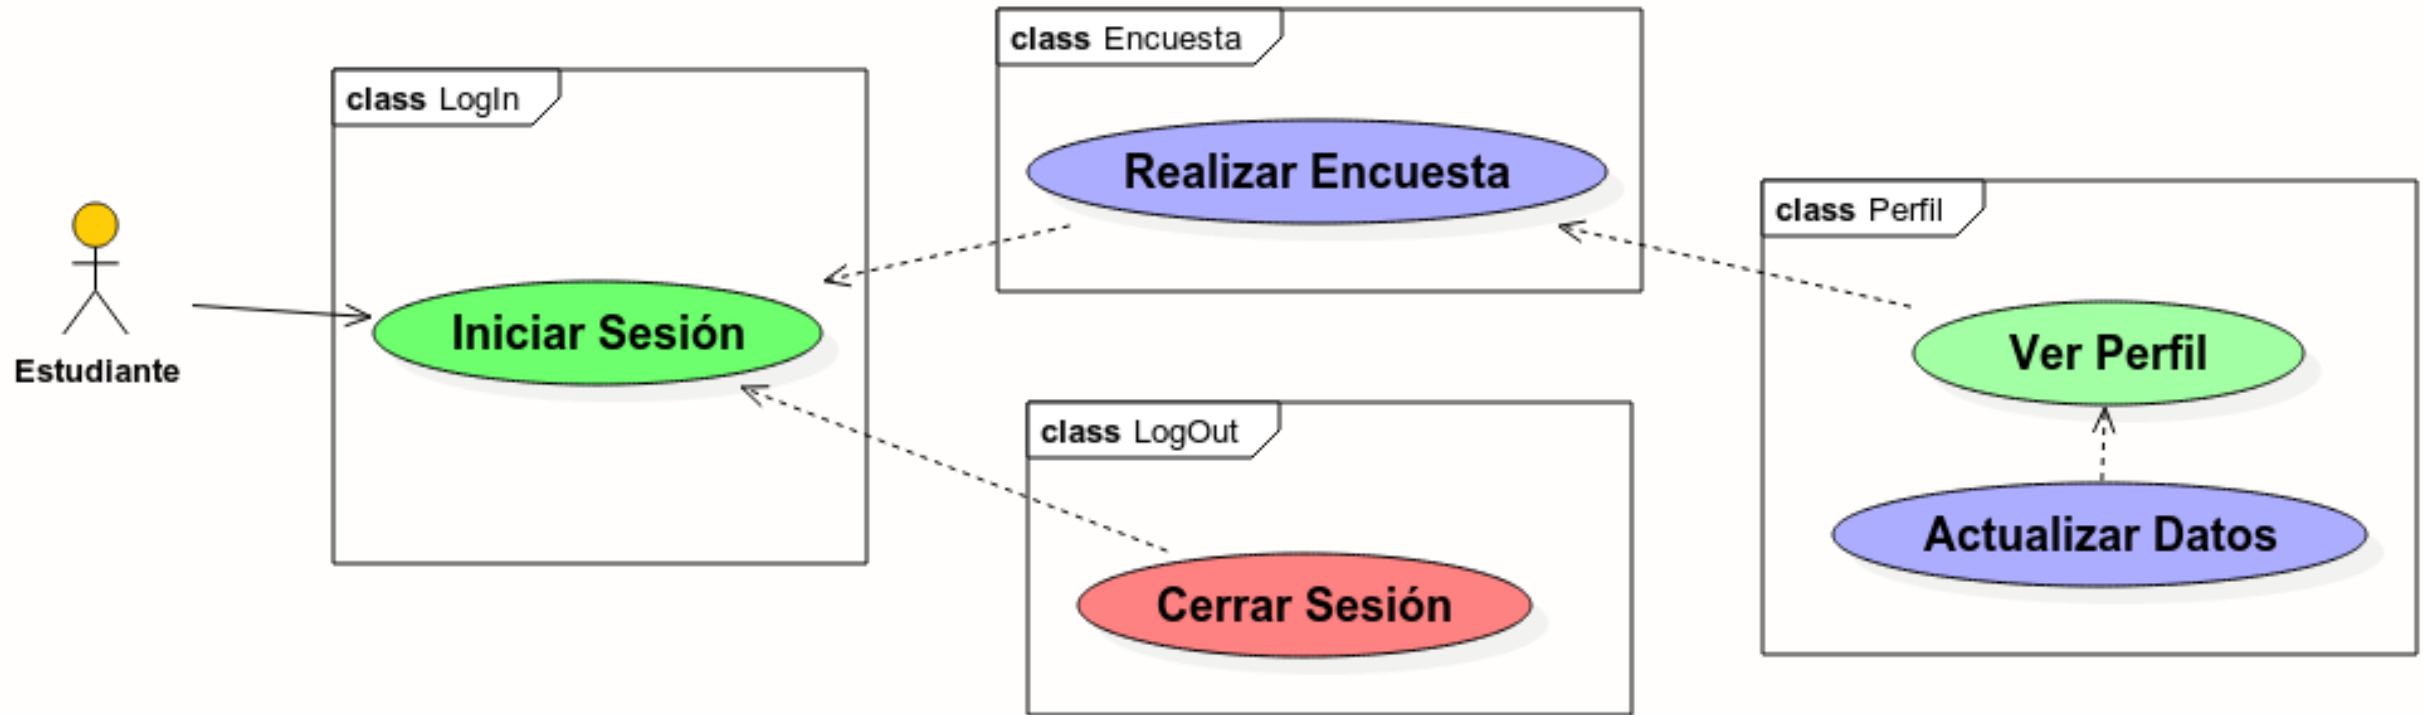 class Encuesta
Realizar Encuesta
class LogIn
Iniciar Sesión
Estudiante
class Perfil
Ver Perfil
Actualizar Datos
class LogOut
Cerrar Sesión